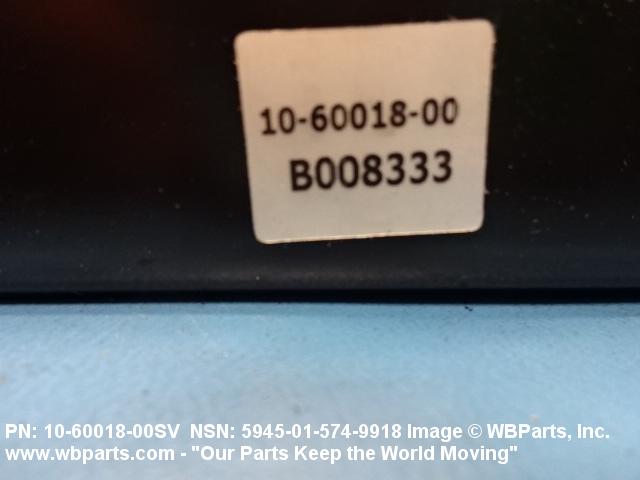 10-60018-00
B008333
PN: 10-60018-00SV  NSN: 5945-01-574-9918 Image © WBParts, Inc.
www.wbparts.com - "Our Parts Keep the World Moving"